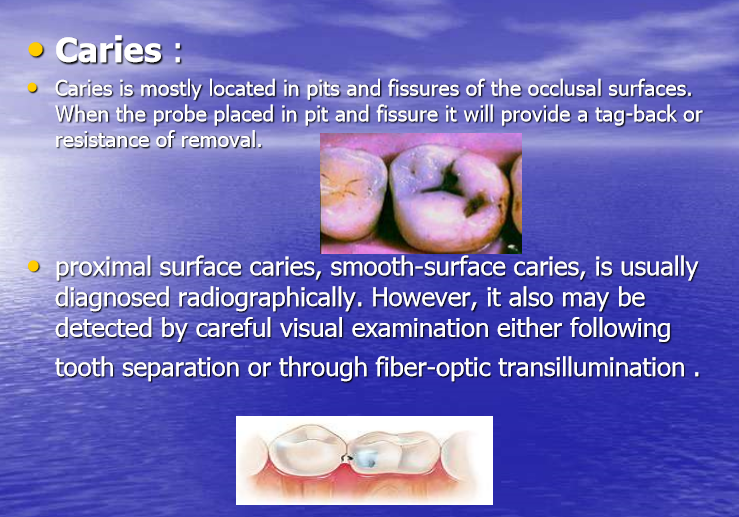 Caries :
Caries is mostly located in pits and fissures of the occlusal surfaces.
When the probe placed in pit and fissure it will provide a tag-back or
resistance of removal.
proximal surface caries, smooth-surface caries, is usually
diagnosed radiographically. However, it also may be
detected by careful visual examination either following
tooth separation or through fiber-optic transillumination .